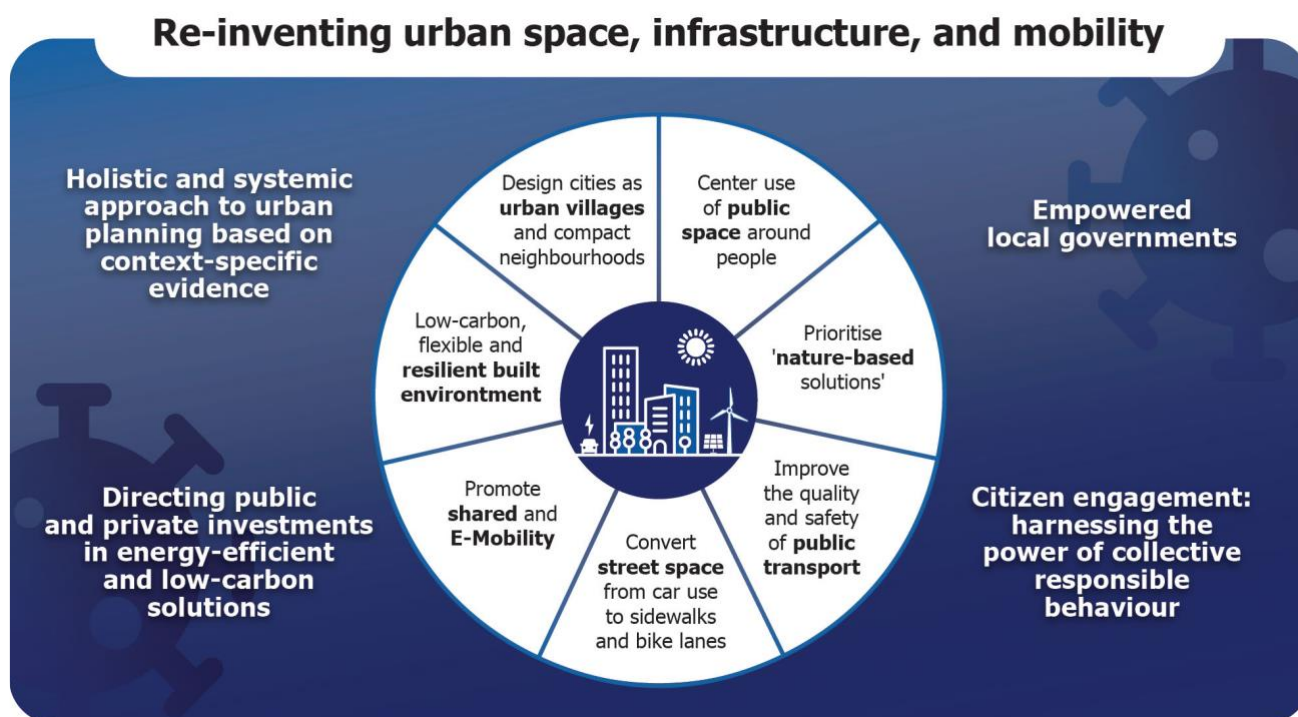 Re-inventing urban space, infrastructure, and mobility
Holistic and systemic
approach to urban
planning based on
context-specific
evidence
Design cities as
urban villages
and compact
neighbourhoods
Center use
of public
space around
people
Empowered
local governments
Low-carbon,
flexible and
resilient built
environtment
Prioritise
'nature-based
solutions'
Directing public
and private investments
in energy-efficient
and low-carbon
solutions
Promote
shared and
E-Mobility
Convert
street space
from car use
to sidewalks
and bike lanes
Improve
the quality
and safety
of public
transport
Citizen engagement:
harnessing the
power of collective
responsible
behaviour